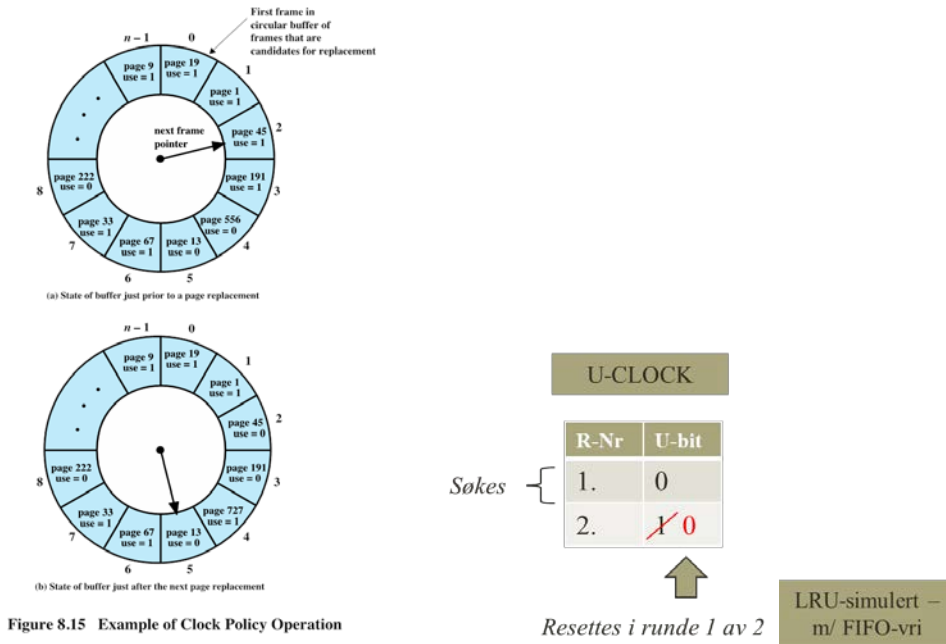 First frame in
circular buffer of
frames that are
candidates for replacement
n – 1
0
page 9
use = 1
page 19
use = 1
1
page 1
use = 1
2
page 45
use = 1
next frame
pointer
page 191
use = 1
3
page 556
use = 0
4
page 13
use = 0
5
page 67
use = 1
6
page 33
use = 1
7
page 222
use = 0
8
(a) State of buffer just prior to a page replacement
n – 1
0
page 9
use = 1
page 19
use = 1
1
page 1
use = 1
2
page 45
use = 0
page 191
use = 0
3
page 727
use = 1
4
page 13
use = 0
5
page 67
use = 1
6
page 33
use = 1
7
page 222
use = 0
8
(b) State of buffer just after the next page replacement
Figure 8.15 Example of Clock Policy Operation
U-CLOCK
R-Nr U-bit
Søkes
1. 0
2. 1 0
Resettes i runde 1 av 2
LRU-simulert –
m/ FIFO-vri